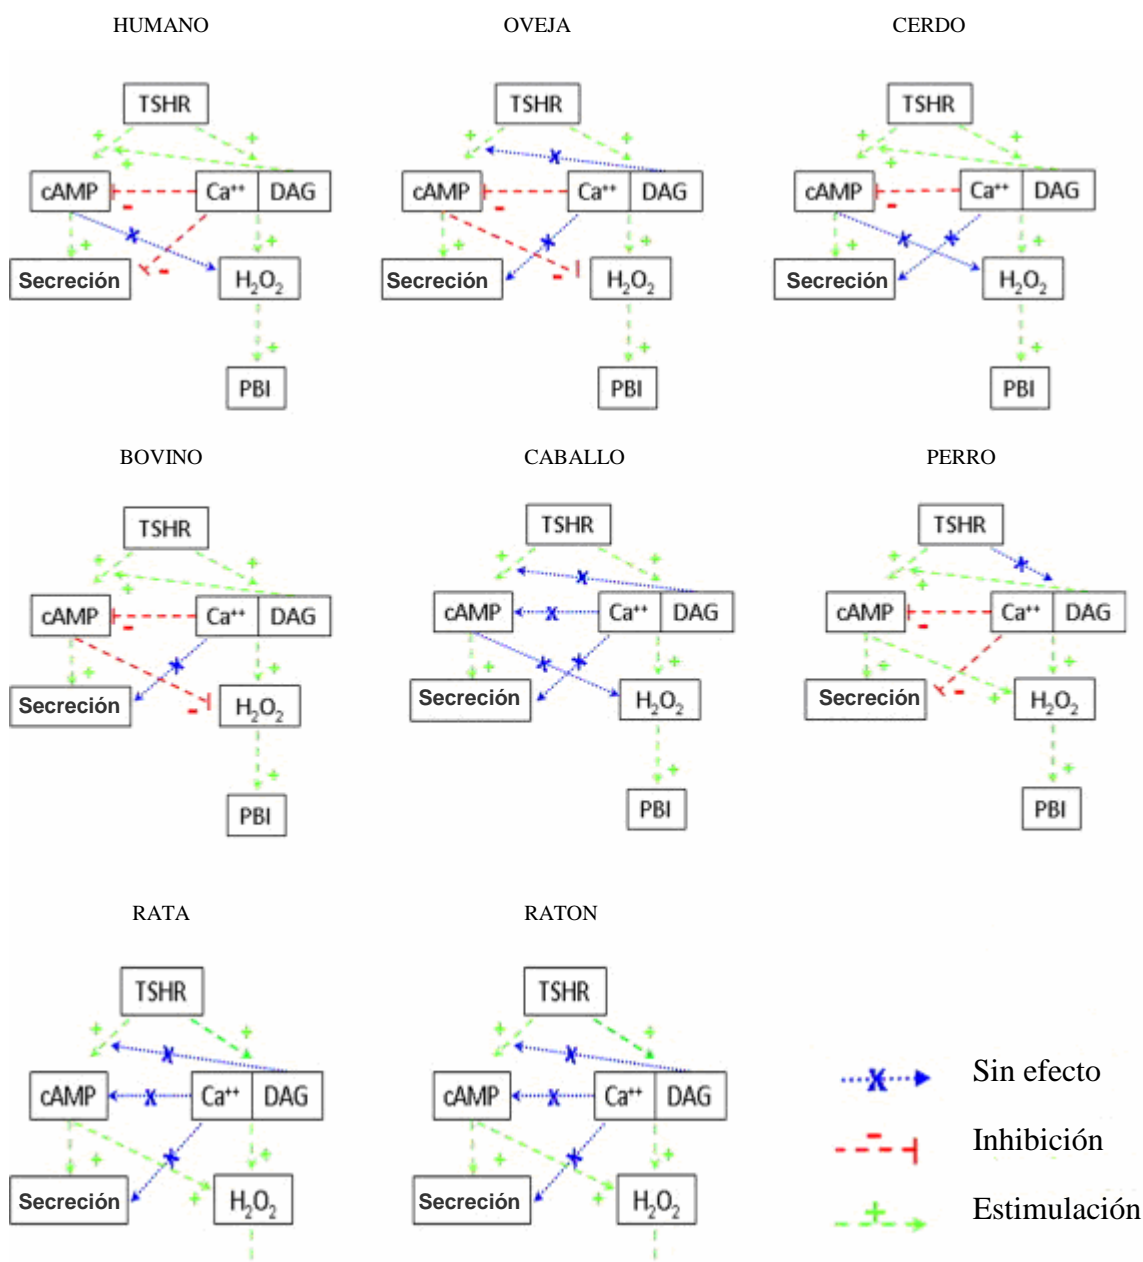 HUMANO
OVEJA
CERDO
TSHR
TSHR
TSHR
+ + + + + + + + +
cAMP Ca⁺⁺ DAG
cAMP Ca⁺⁺ DAG
cAMP Ca⁺⁺ DAG
- - -
X X X X
+ + + + + +
- -
Secreción H₂O₂
Secreción H₂O₂
Secreción H₂O₂
+ + +
PBI
PBI
PBI
BOVINO
CABALLO
PERRO
TSHR
TSHR
TSHR
cAMP Ca⁺⁺ DAG
cAMP Ca⁺⁺ DAG
cAMP Ca⁺⁺ DAG
Secreción H₂O₂
Secreción H₂O₂
Secreción H₂O₂
PBI
PBI
PBI
RATA
RATON
TSHR
TSHR
cAMP Ca⁺⁺ DAG
cAMP Ca⁺⁺ DAG
Secreción H₂O₂
Secreción H₂O₂
X Sin efecto
- Inhibición
+ Estimulación